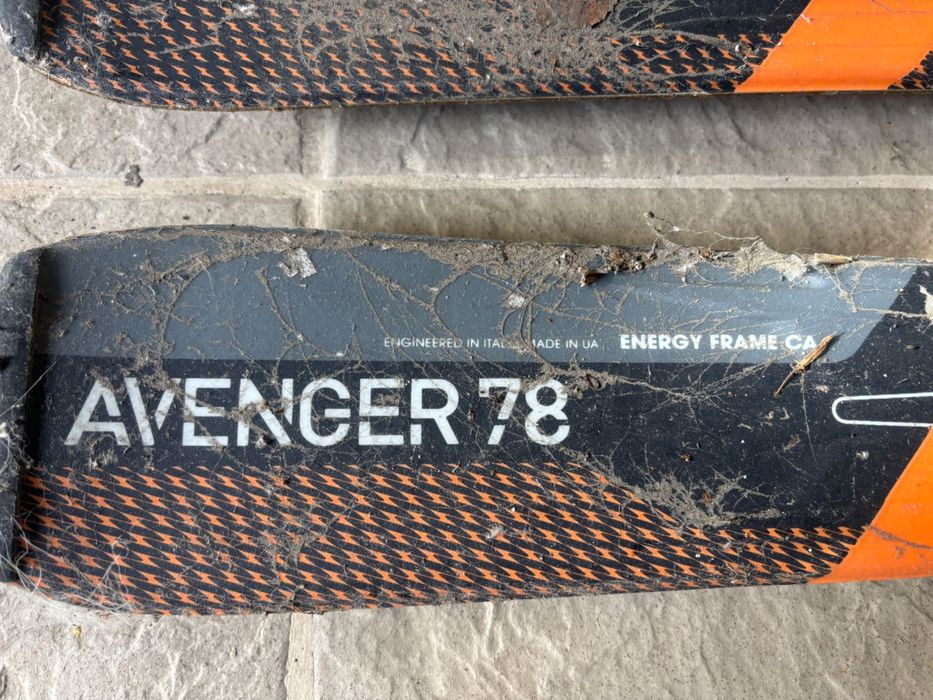 ENGINEERED IN ITALY MADE IN UA ENERGY FRAME CA
AVENGER 78